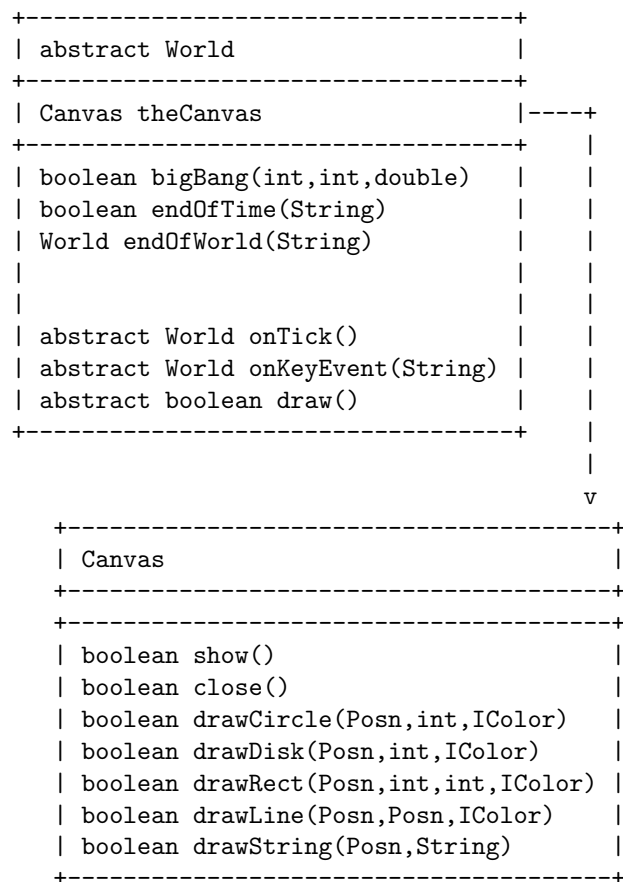 abstract World
Canvas theCanvas
boolean bigBang(int,int,double)
boolean endOfTime(String)
World endOfWorld(String)
abstract World onTick()
abstract World onKeyEvent(String)
abstract boolean draw()
v
Canvas
boolean show()
boolean close()
boolean drawCircle(Posn,int,IColor)
boolean drawDisk(Posn,int,IColor)
boolean drawRect(Posn,int,int,IColor)
boolean drawLine(Posn,Posn,IColor)
boolean drawString(Posn,String)